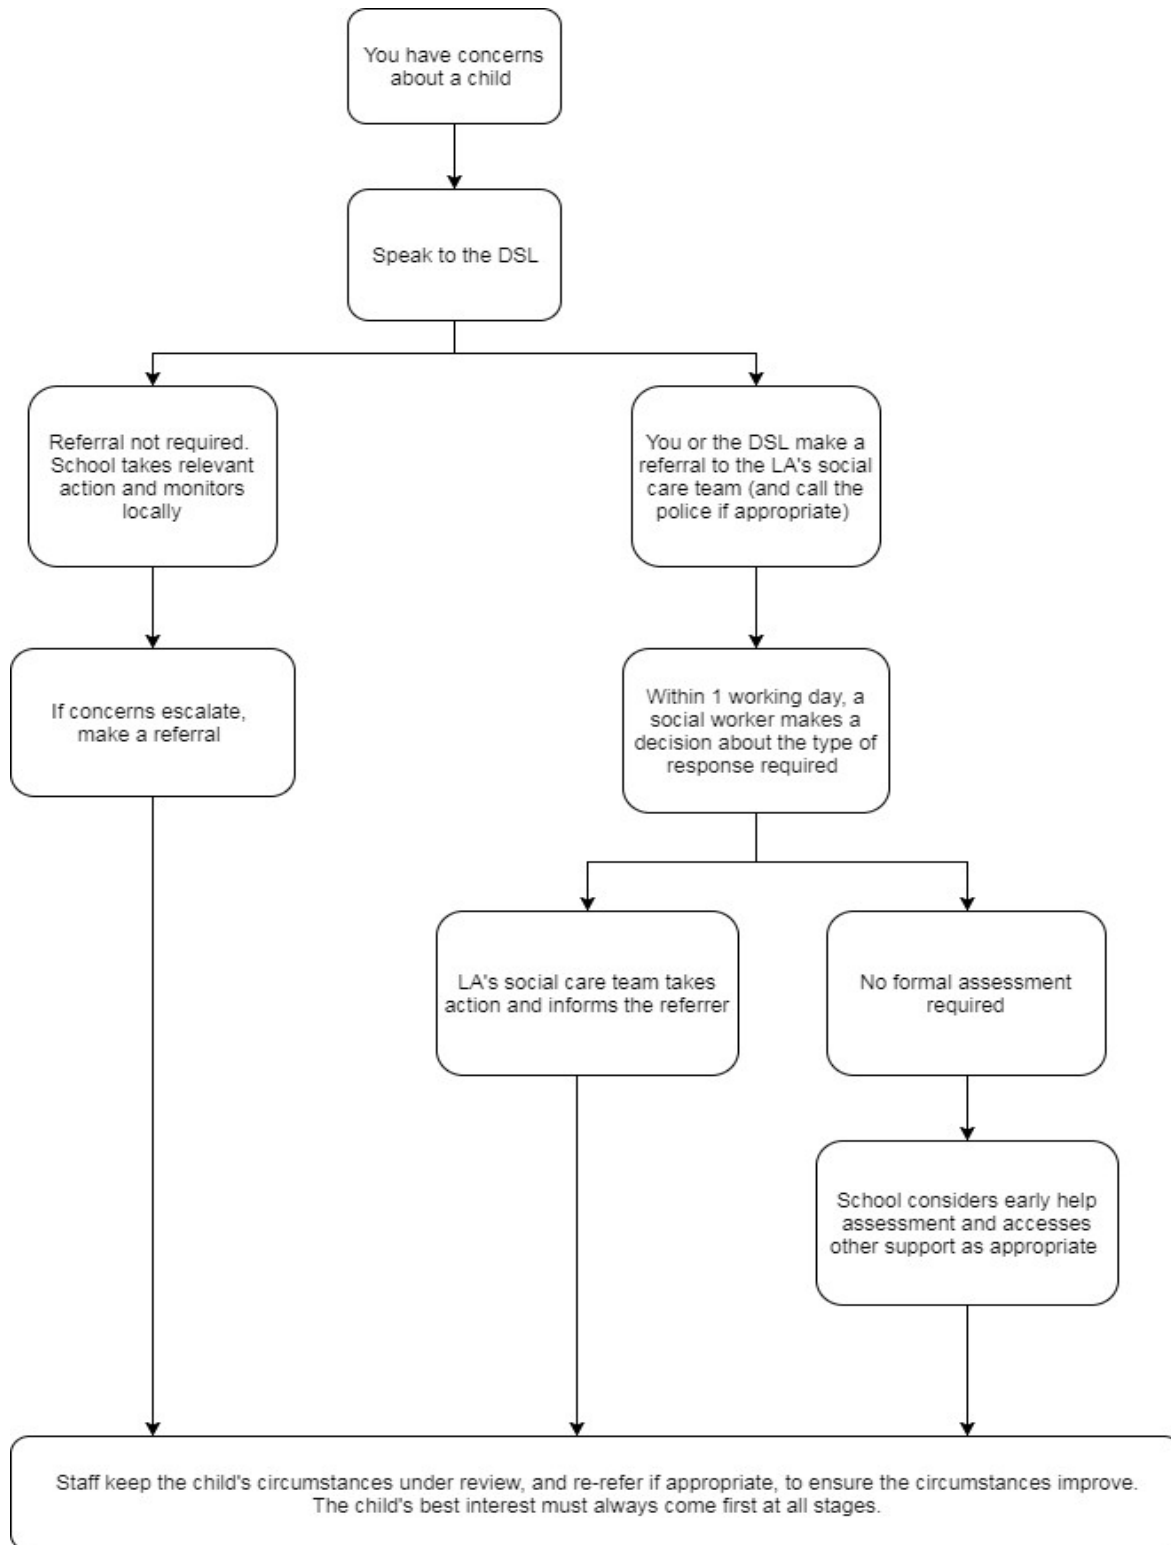 You have concerns
about a child
Speak to the DSL
Referral not required.
School takes relevant
action and monitors
locally
You or the DSL make a
referral to the LA's social
care team (and call the
police if appropriate)
If concerns escalate,
make a referral
Within 1 working day, a
social worker makes a
decision about the type of
response required
LA's social care team takes
action and informs the referrer
No formal assessment
required
School considers early help
assessment and accesses
other support as appropriate
Staff keep the child's circumstances under review, and re-refer if appropriate, to ensure the circumstances improve.
The child's best interest must always come first at all stages.